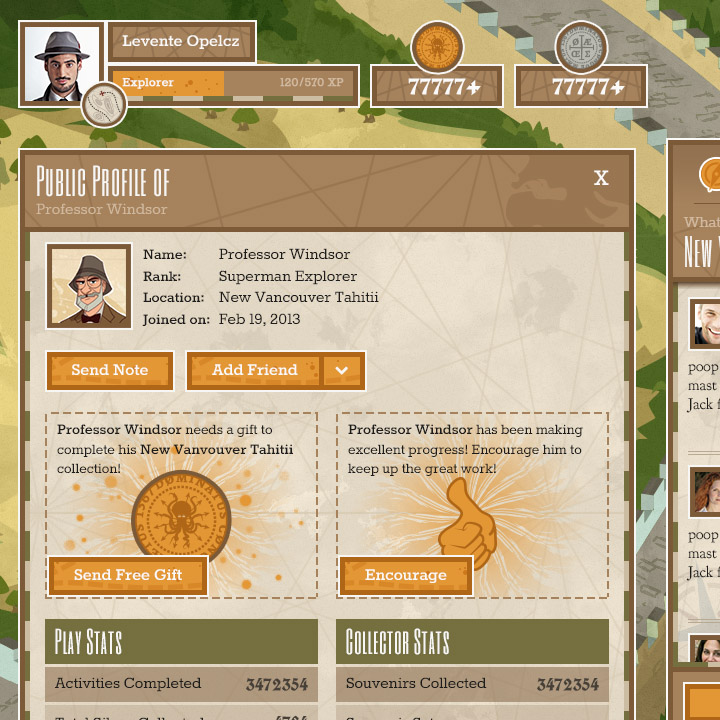 Levente Opelcz
Explorer
120/570 XP
77777+
77777+
Public Profile of
X
Professor Windsor
Name: Professor Windsor
Rank: Superman Explorer
Location: New Vancouver Tahitii
Joined on: Feb 19, 2013
Send Note
Add Friend
Professor Windsor needs a gift to
complete his New Vanvouver Tahitii
collection!
Send Free Gift
Professor Windsor has been making
excellent progress! Encourage him to
keep up the great work!
Encourage
Play Stats
Activities Completed 3472354
Collector Stats
Souvenirs Collected 3472354
What
New
poop
mast
Jack f
poop
mast
Jack f